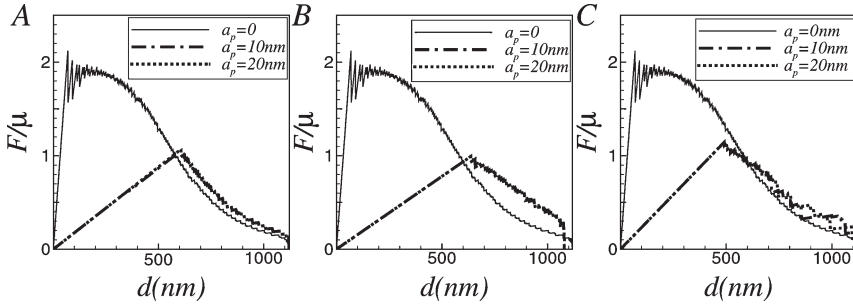 A
a_p=0
a_p=10nm
a_p=20nm
2
1
0
F/μ
500
1000
d(nm)
B
a_p=0
a_p=10nm
a_p=20nm
2
1
0
F/μ
500
1000
d(nm)
C
a_p=0nm
a_p=10nm
a_p=20nm
2
1
0
F/μ
500
1000
d(nm)